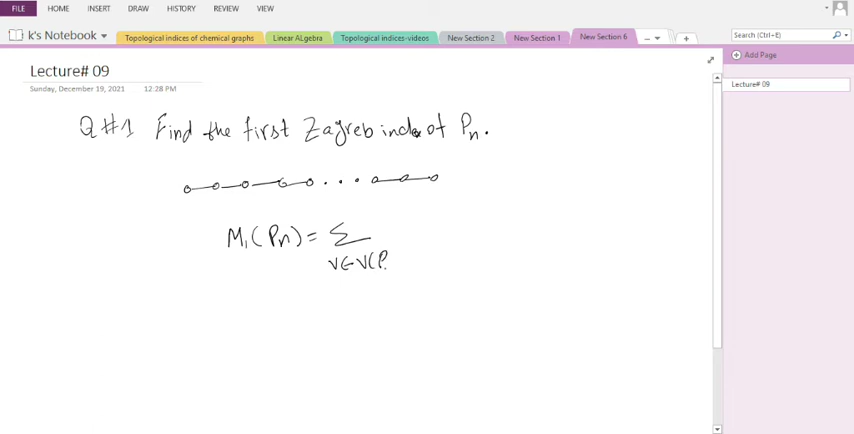 FILE HOME INSERT DRAW HISTORY REVIEW VIEW
k's Notebook Topological indices of chemical graphs Linear ALgebra Topological indices-videos New Section 2 New Section 1 New Section 6 Search (Ctrl+E)
Add Page
Lecture# 09
Lecture# 09
Sunday, December 19, 2021 12:28 PM
Q#1 Find the first Zagreb index of Pn.
M₁(Pn) = Σ
v∈V(P